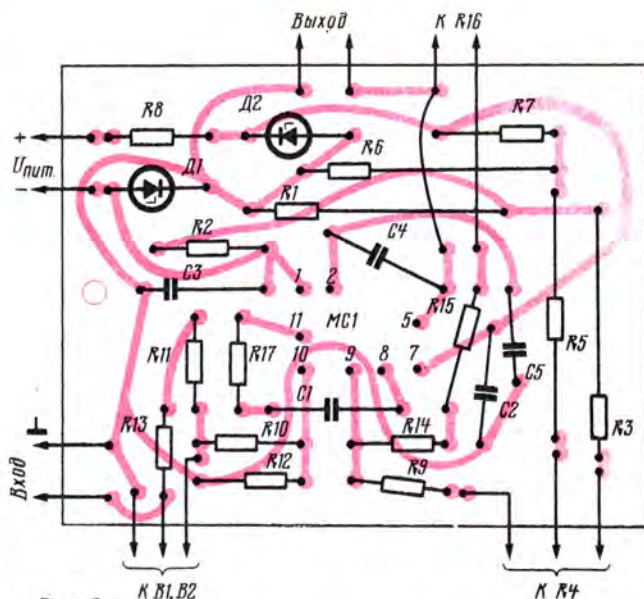 Выход
К R16
R8
Д2
R7
+
Uпит.
-
Д1
R6
R1
R2
C4
C3
1
2
МС1
R15
5
11
10
9
8
7
R11
R17
C1
C2
C5
R5
R3
R13
R10
R14
R12
R9
Вход
К В1,В2
К R4